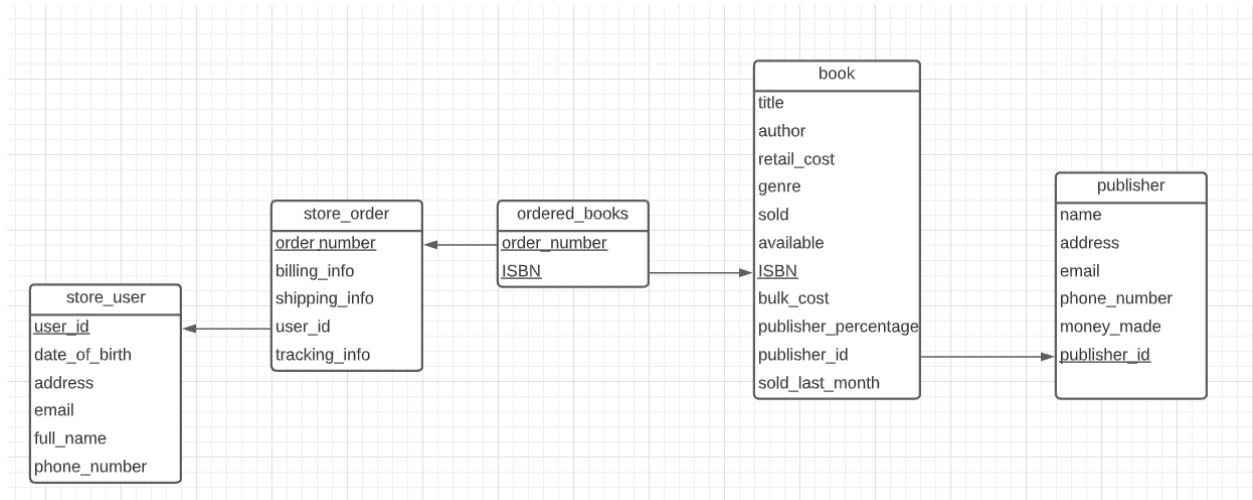 store_user
user_id
date_of_birth
address
email
full_name
phone_number
store_order
order number
billing_info
shipping_info
user_id
tracking_info
ordered_books
order_number
ISBN
book
title
author
retail_cost
genre
sold
available
ISBN
bulk_cost
publisher_percentage
publisher_id
sold_last_month
publisher
name
address
email
phone_number
money_made
publisher_id